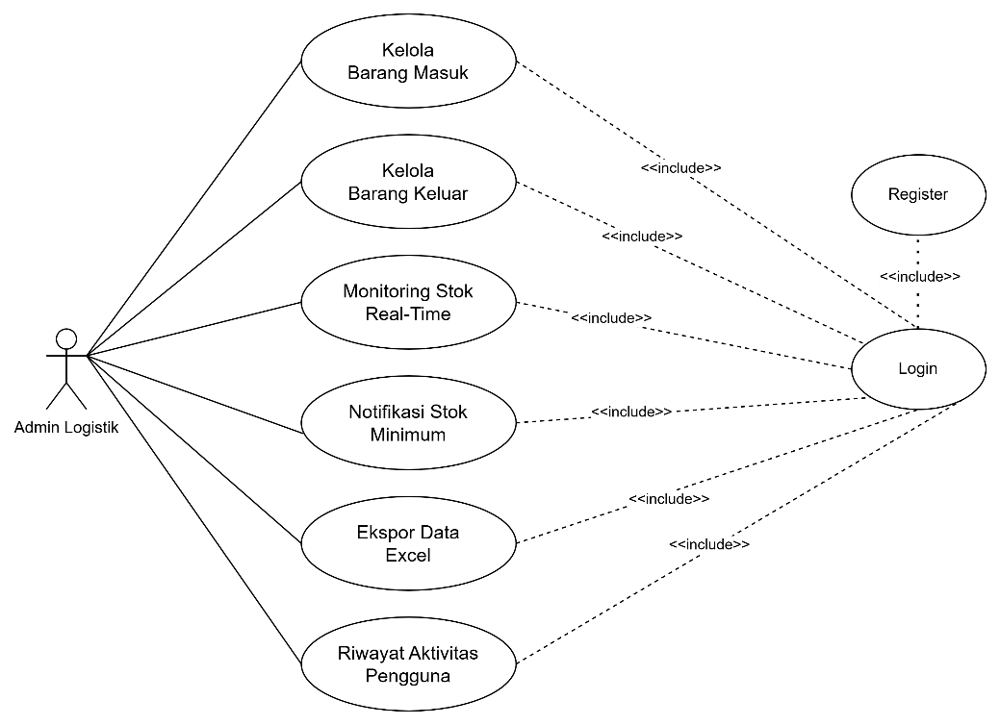 Kelola
Barang Masuk
<<include>>
Kelola
Barang Keluar
Register
<<include>>
<<include>>
Monitoring Stok
Real-Time
<<include>>
Login
Admin Logistik
Notifikasi Stok
Minimum
<<include>>
<<include>>
Ekspor Data
Excel
<<include>>
Riwayat Aktivitas
Pengguna